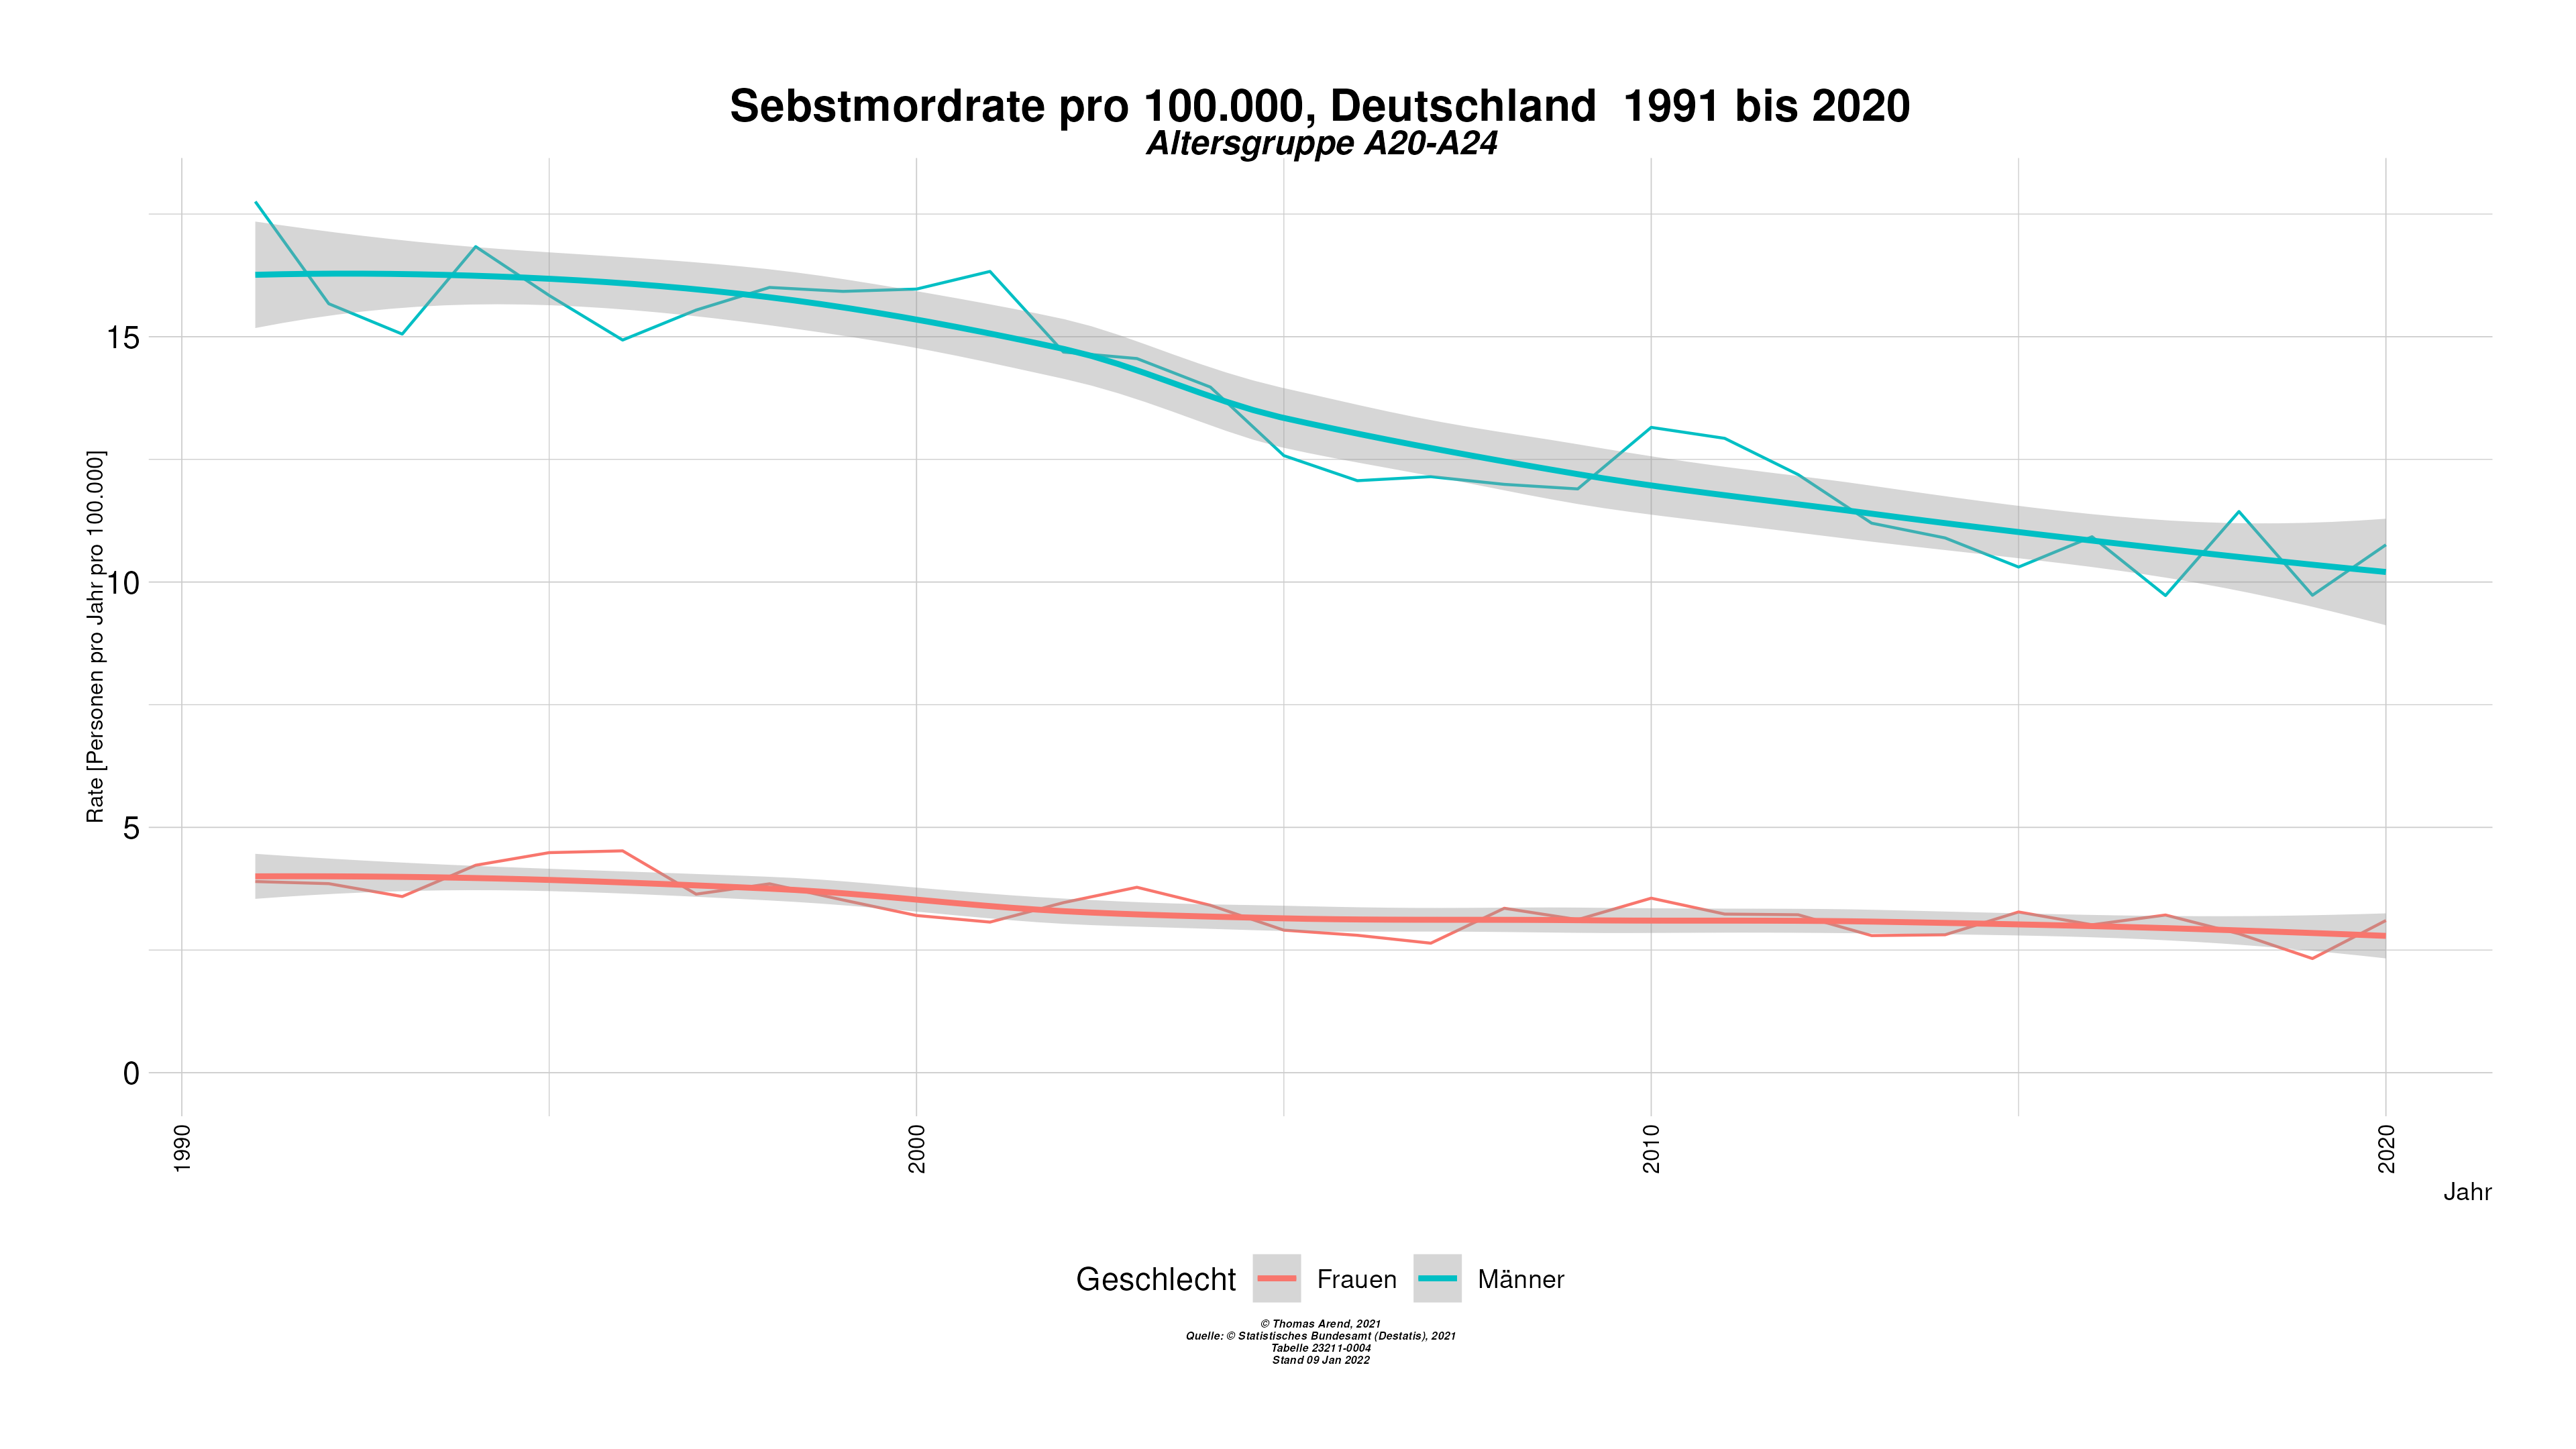 Sebstmordrate pro 100.000, Deutschland  1991 bis 2020
Altersgruppe A20-A24
Rate [Personen pro Jahr pro 100.000]
15
10
5
0
1990
2000
2010
2020
Jahr
Geschlecht Frauen Männer
© Thomas Arend, 2021
Quelle: © Statistisches Bundesamt (Destatis), 2021
Tabelle 23211-0004
Stand 09 Jan 2022